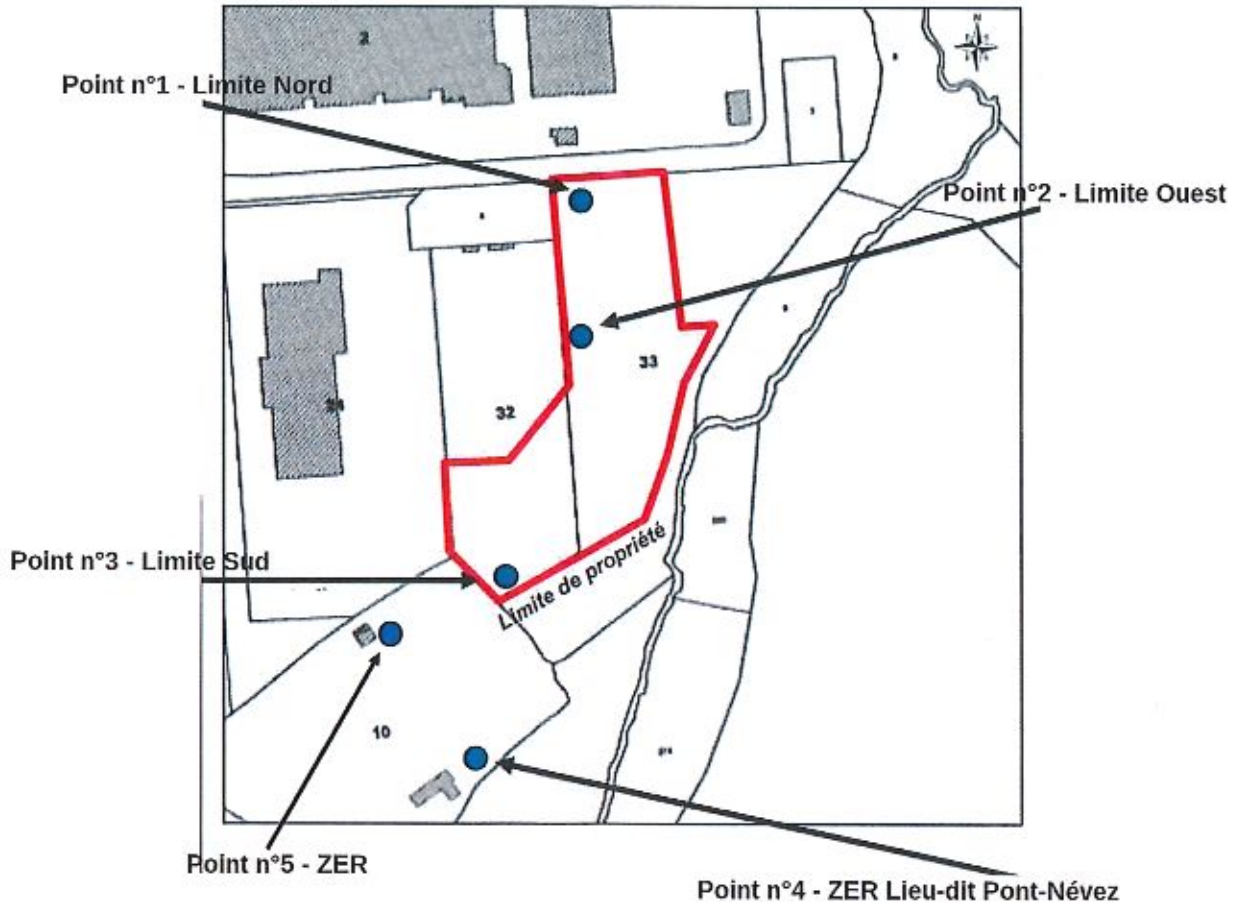 N
2
Point n°1 - Limite Nord
Point n°2 - Limite Ouest
33
32
Point n°3 - Limite Sud
Limite de propriété
10
Point n°5 - ZER
Point n°4 - ZER Lieu-dit Pont-Névez